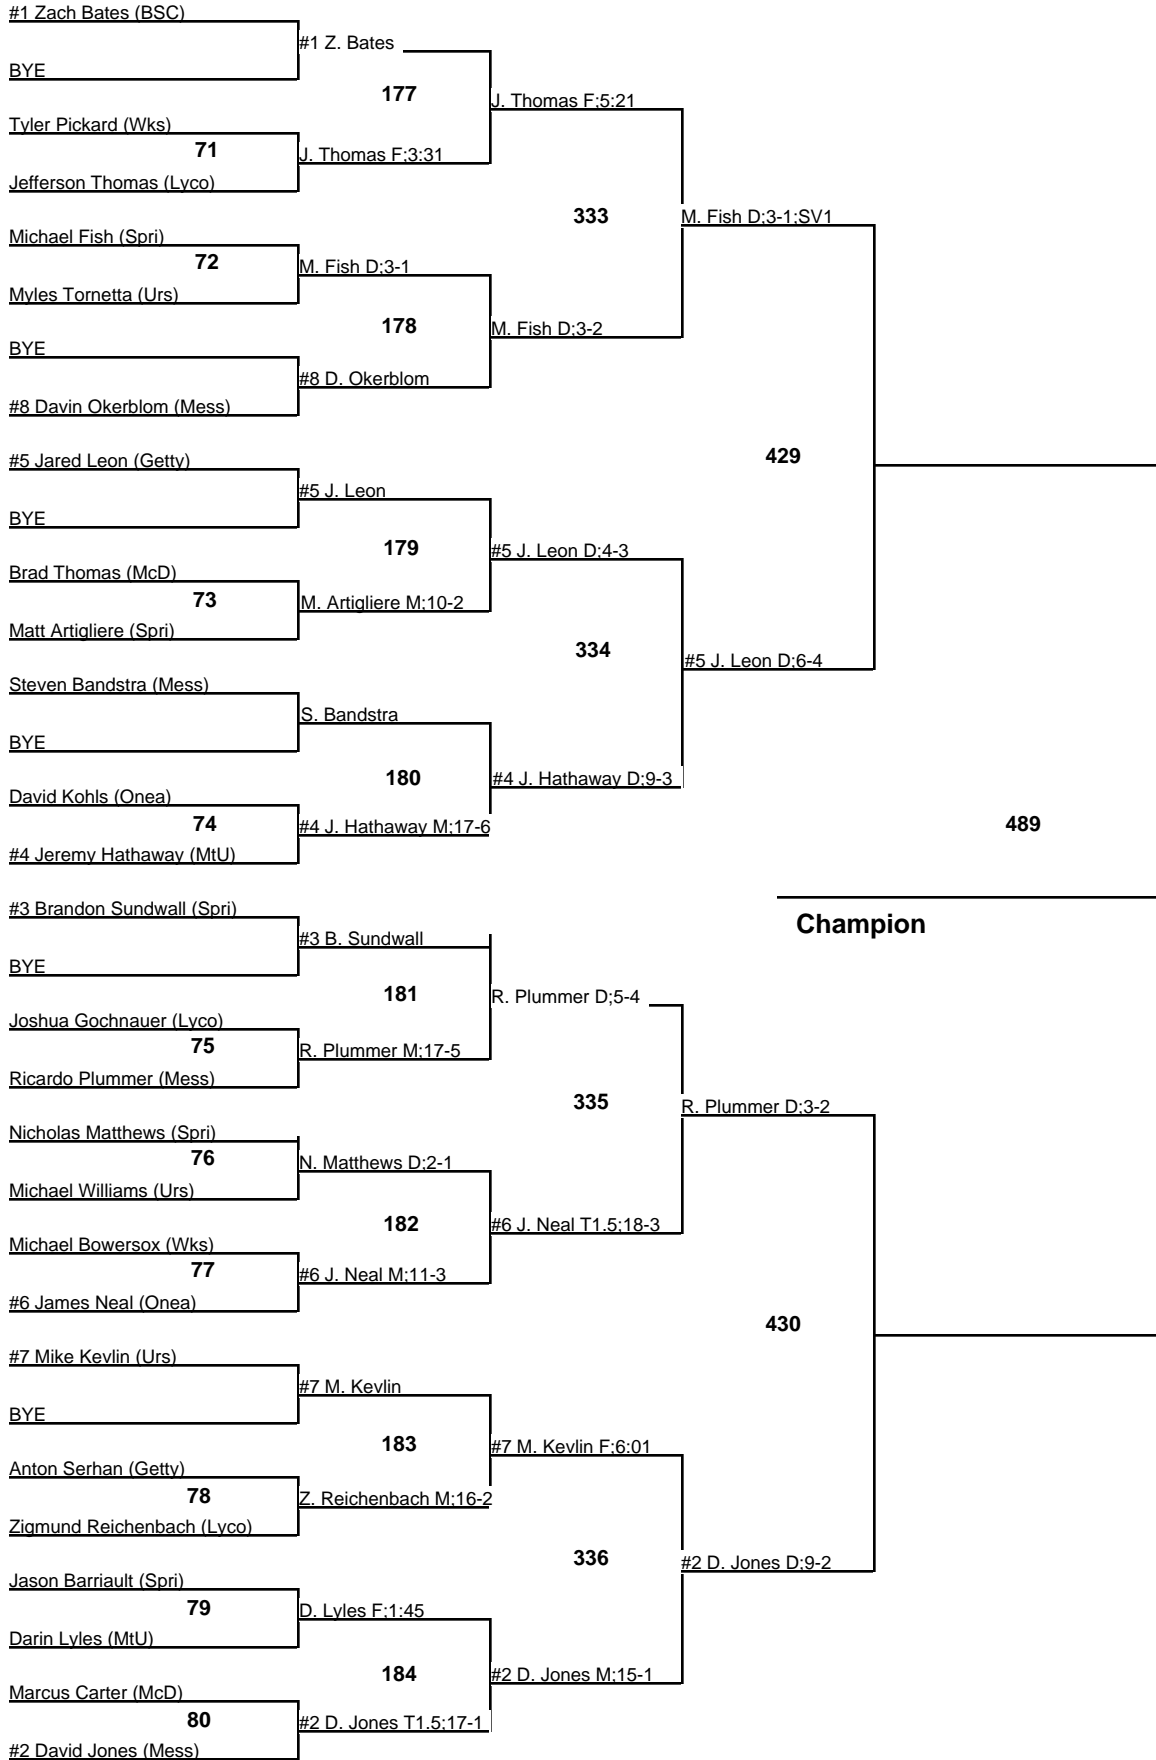 #1 Zach Bates (BSC)
#1 Z. Bates
BYE
177
J. Thomas F;5:21
Tyler Pickard (Wks)
71
J. Thomas F;3:31
Jefferson Thomas (Lyco)
333
M. Fish D;3-1;SV1
Michael Fish (Spri)
72
M. Fish D;3-1
Myles Tornetta (Urs)
178
M. Fish D;3-2
BYE
#8 D. Okerblom
#8 Davin Okerblom (Mess)
429
#5 Jared Leon (Getty)
#5 J. Leon
BYE
179
#5 J. Leon D;4-3
Brad Thomas (McD)
73
M. Artigliere M;10-2
Matt Artigliere (Spri)
334
#5 J. Leon D;6-4
Steven Bandstra (Mess)
S. Bandstra
BYE
180
#4 J. Hathaway D;9-3
David Kohls (Onea)
74
#4 J. Hathaway M;17-6
489
#4 Jeremy Hathaway (MtU)
#3 Brandon Sundwall (Spri)
Champion
#3 B. Sundwall
BYE
181
R. Plummer D;5-4
Joshua Gochnauer (Lyco)
75
R. Plummer M;17-5
Ricardo Plummer (Mess)
335
R. Plummer D;3-2
Nicholas Matthews (Spri)
76
N. Matthews D;2-1
Michael Williams (Urs)
182
#6 J. Neal T1.5;18-3
Michael Bowersox (Wks)
77
#6 J. Neal M;11-3
#6 James Neal (Onea)
430
#7 Mike Kevlin (Urs)
#7 M. Kevlin
BYE
183
#7 M. Kevlin F;6:01
Anton Serhan (Getty)
78
Z. Reichenbach M;16-2
Zigmund Reichenbach (Lyco)
336
#2 D. Jones D;9-2
Jason Barriault (Spri)
79
D. Lyles F;1:45
Darin Lyles (MtU)
184
#2 D. Jones M;15-1
Marcus Carter (McD)
80
#2 D. Jones T1.5;17-1
#2 David Jones (Mess)